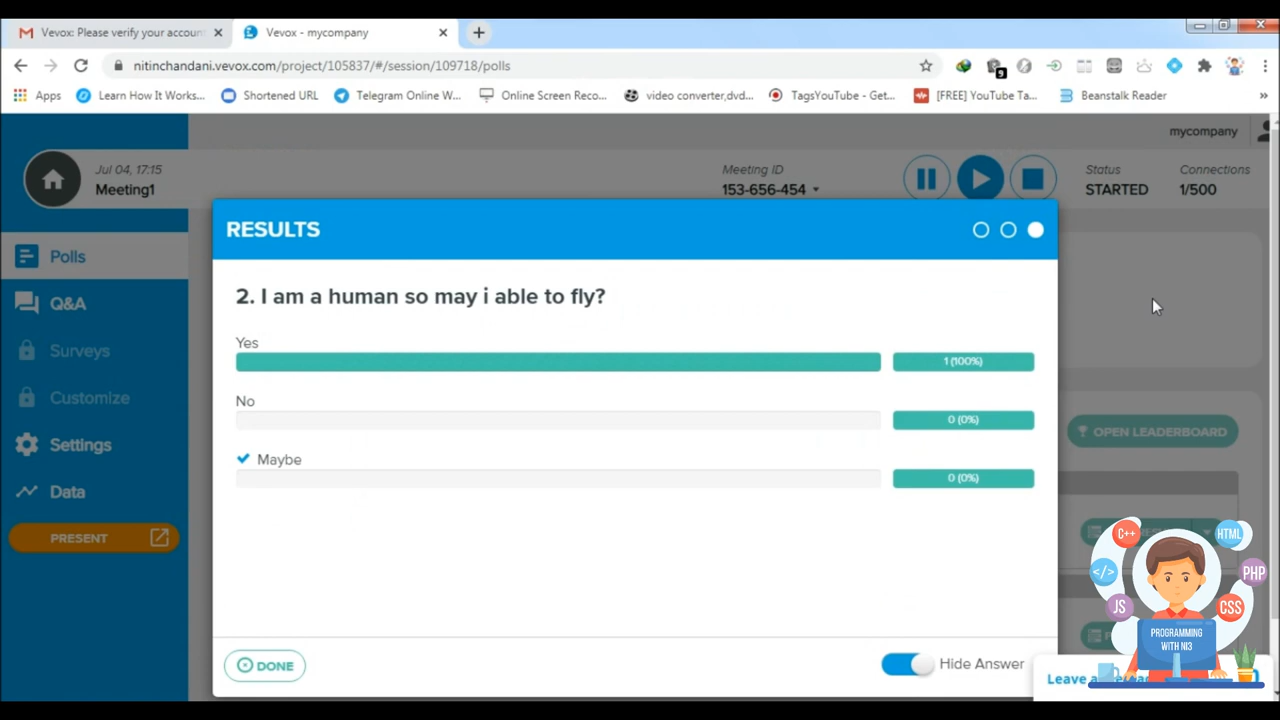 Vevox: Please verify your accoun
Vevox - mycompany
nitinchandani.vevox.com/project/105837/#/session/109718/polls
9
Apps
Learn How It Works...
Shortened URL
Telegram Online W...
Online Screen Reco...
video converter,dvd...
TagsYouTube - Get...
[FREE] YouTube Ta...
Beanstalk Reader
»
mycompany
Jul 04, 17:15
Meeting1
Meeting ID
153-656-454
Status
STARTED
Connections
1/500
Polls
Q&A
Surveys
Customize
Settings
Data
PRESENT
RESULTS
2. I am a human so may i able to fly?
Yes
1 (100%)
No
0 (0%)
Maybe
0 (0%)
DONE
Hide Answer
OPEN LEADERBOARD
C++
HTML
</>
PHP
JS
CSS
PROGRAMMING
WITH NI3
Leave a